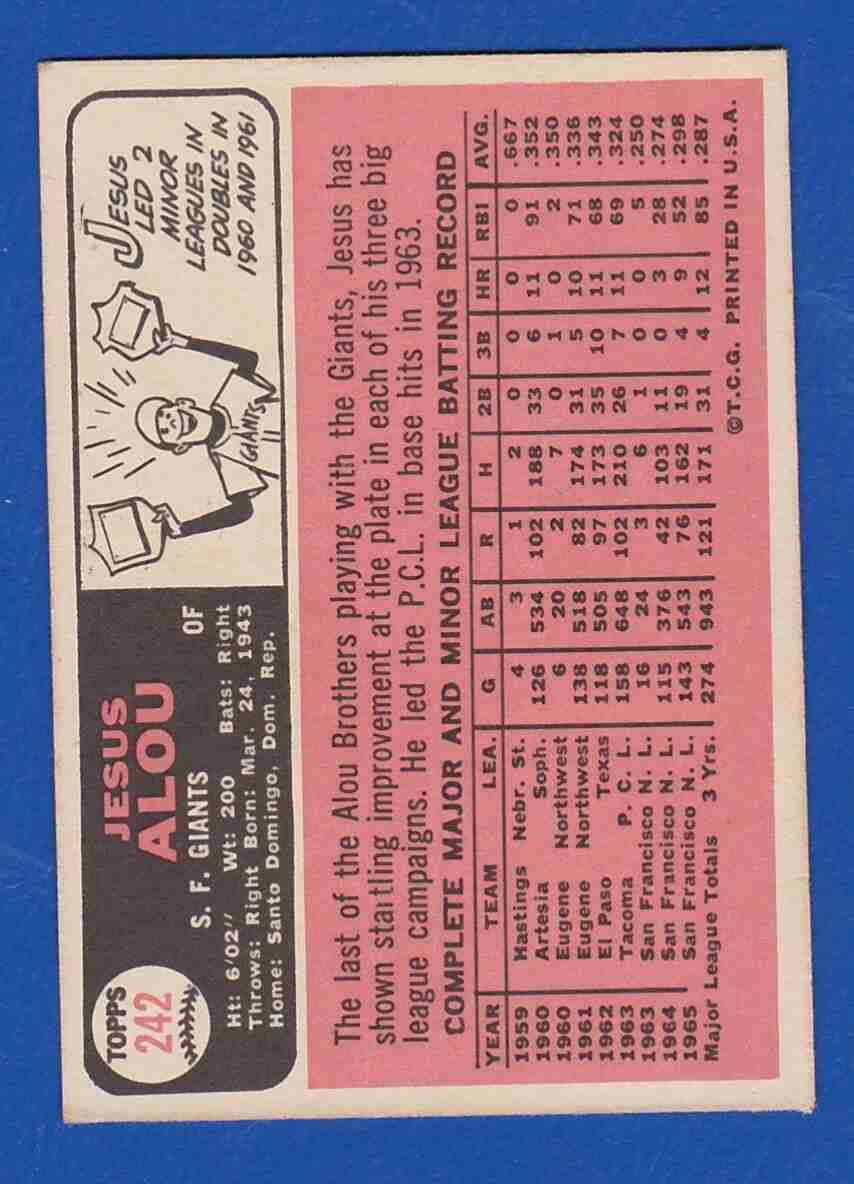 TOPPS
242
JESUS
ALOU
S. F. GIANTS OF
Ht: 6'02" Wt: 200 Bats: Right
Throws: Right Born: Mar. 24, 1943
Home: Santo Domingo, Dom. Rep.
JESUS
LED 2
MINOR
LEAGUES IN
DOUBLES IN
1960 AND 1961
GIANTS
The last of the Alou Brothers playing with the Giants, Jesus has
shown startling improvement at the plate in each of his three big
league campaigns. He led the P.C.L. in base hits in 1963.
COMPLETE MAJOR AND MINOR LEAGUE BATTING RECORD
YEAR TEAM LEA. G AB R H 2B 3B HR RBI AVG.
1959 Hastings Nebr. St. 4 3 1 2 0 0 0 0 .667
1960 Artesia Soph. 126 534 102 188 33 6 11 91 .352
1960 Eugene Northwest 6 20 2 7 0 1 0 2 .350
1961 Eugene Northwest 138 518 82 174 31 5 10 71 .336
1962 El Paso Texas 118 505 97 173 35 10 11 68 .343
1963 Tacoma P. C. L. 158 648 102 210 26 7 11 69 .324
1963 San Francisco N. L. 16 24 3 6 1 0 0 5 .250
1964 San Francisco N. L. 115 376 42 103 11 0 3 28 .274
1965 San Francisco N. L. 143 543 76 162 19 4 9 52 .298
Major League Totals 3 Yrs. 274 943 121 171 31 4 12 85 .287
©T.C.G. PRINTED IN U.S.A.